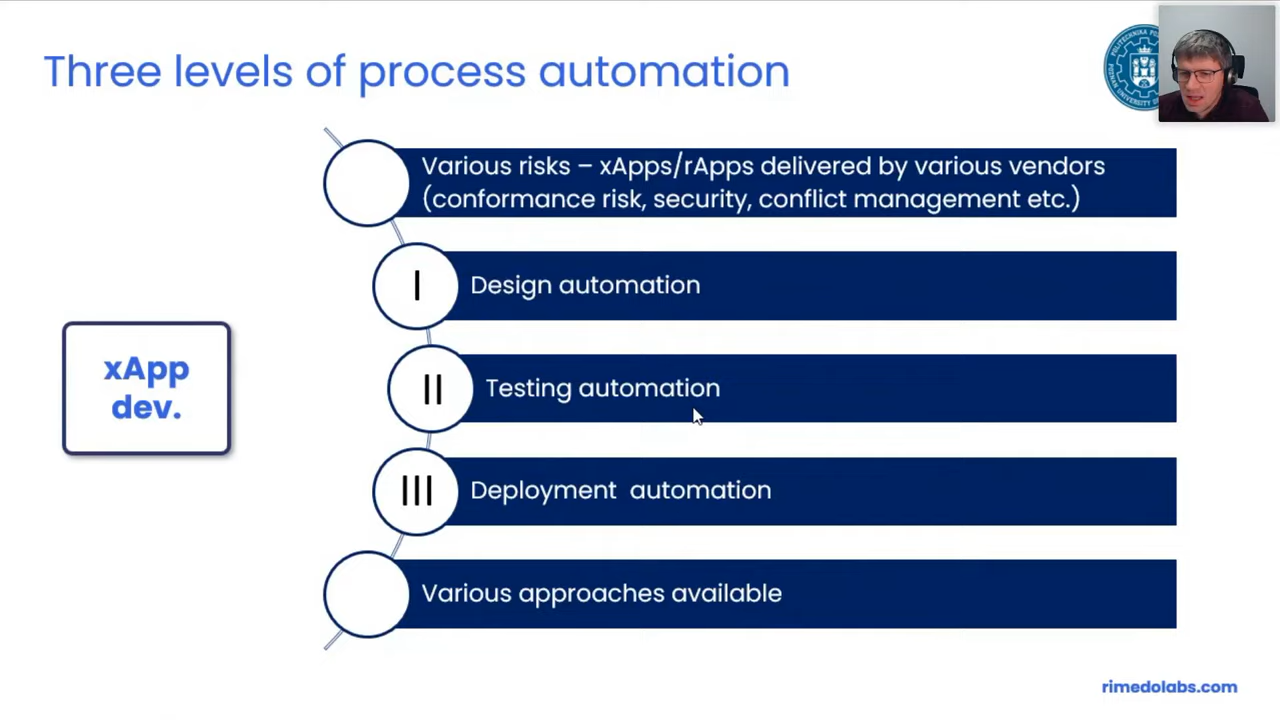 Three levels of process automation
Various risks – xApps/rApps delivered by various vendors
(conformance risk, security, conflict management etc.)
I
Design automation
II
Testing automation
xApp
dev.
III
Deployment  automation
Various approaches available
rimedolabs.com